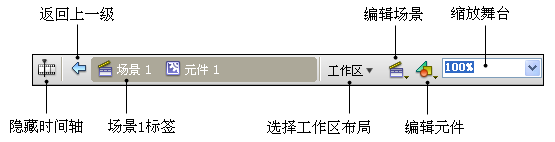 返回上一级
编辑场景
缩放舞台
场景 1
元件 1
工作区
100%
隐藏时间轴
场景1标签
选择工作区布局
编辑元件